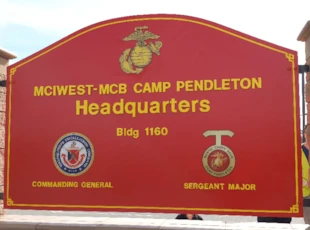 MCIWEST-MCB CAMP PENDLETON
Headquarters
Bldg 1160
COMMANDING GENERAL
SERGEANT MAJOR